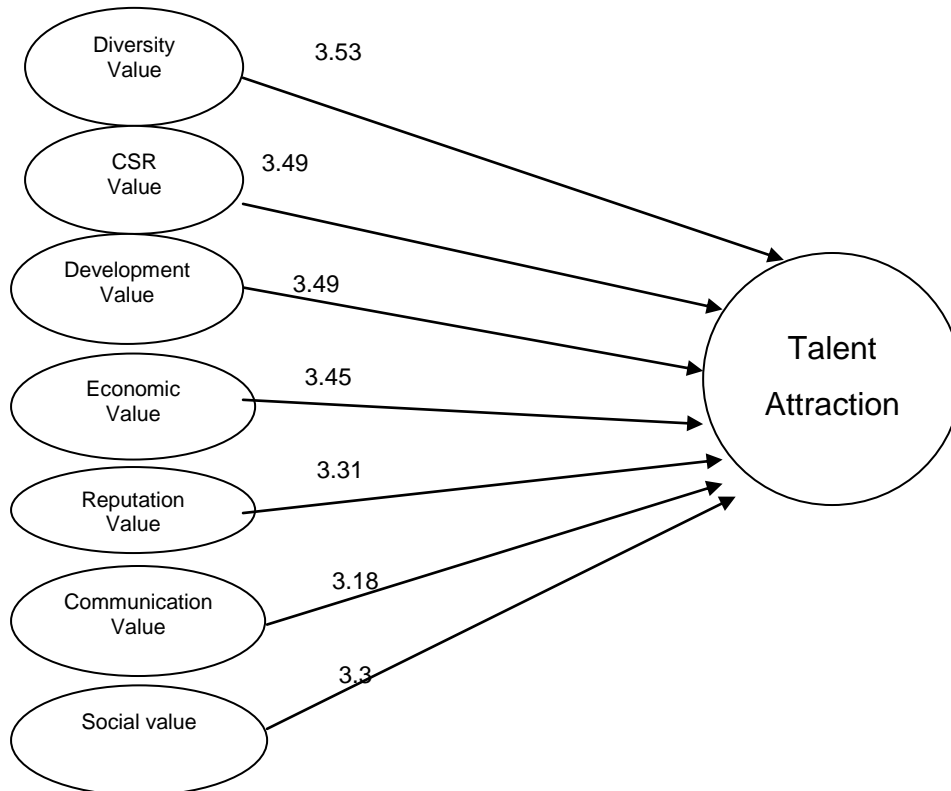 Diversity
Value
3.53
CSR
Value
3.49
Development
Value
3.49
Economic
Value
3.45
Reputation
Value
3.31
Communication
Value
3.18
Social value
3.3
Talent
Attraction